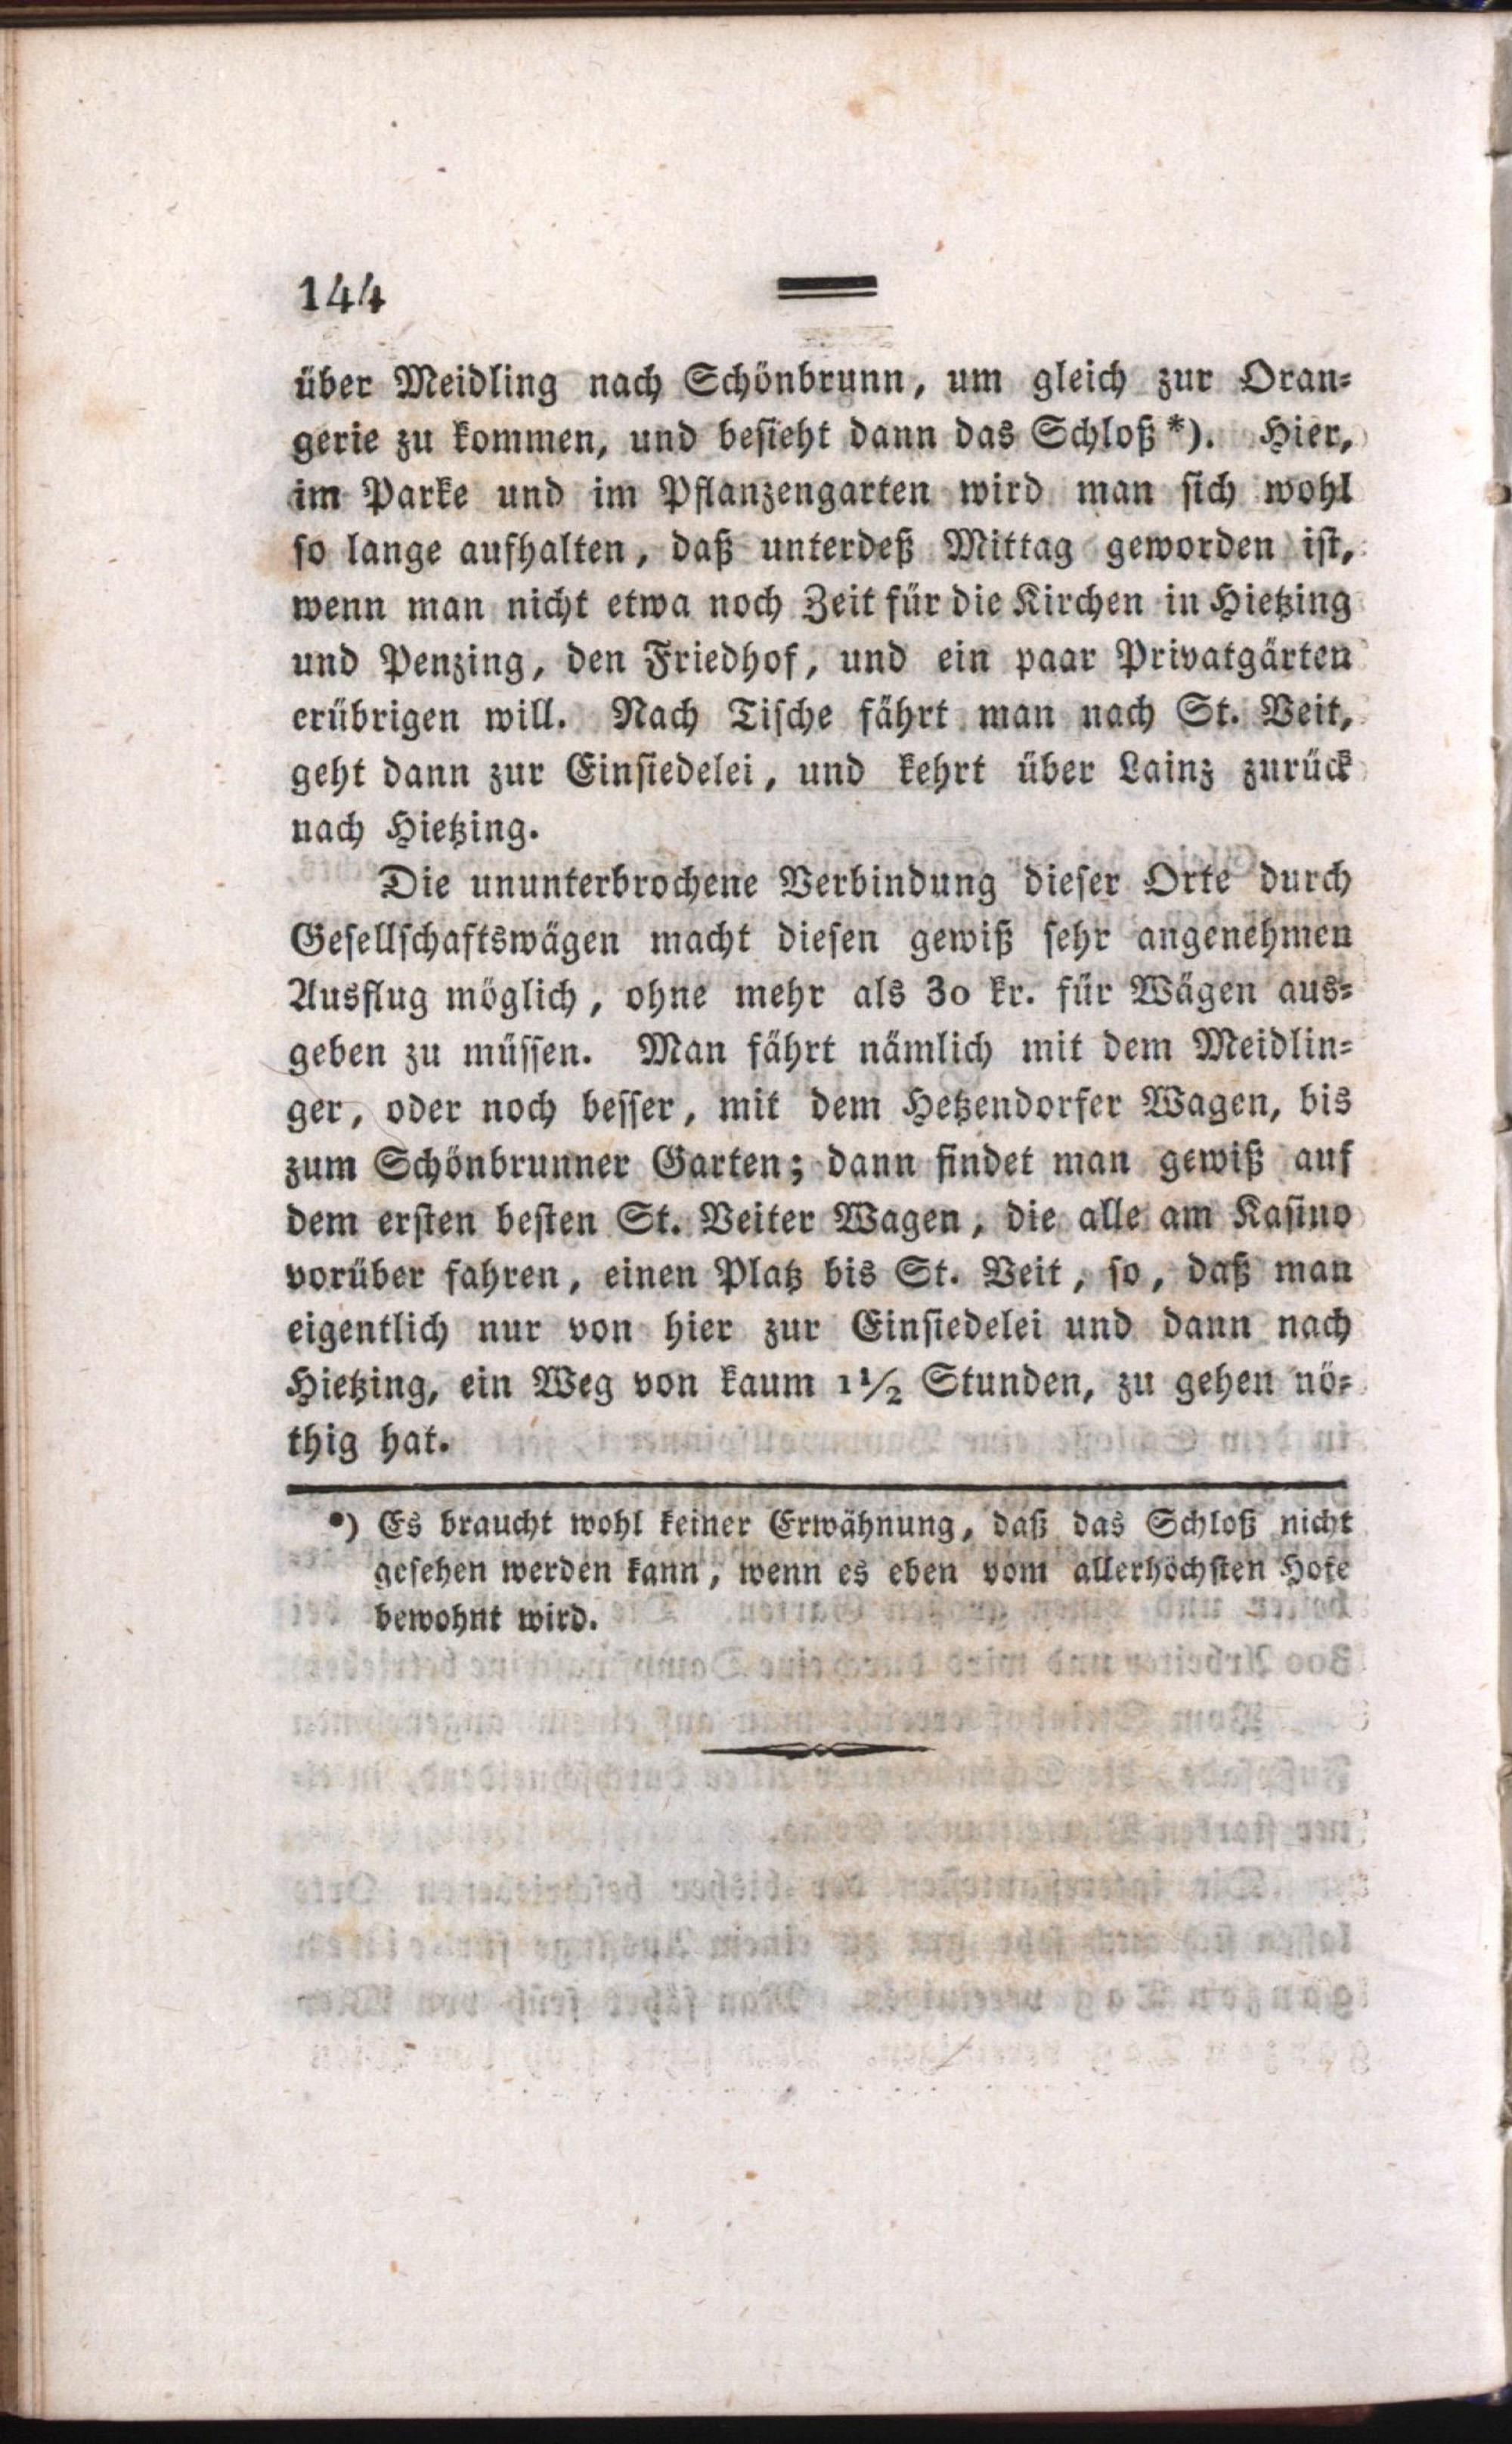 144
über Meidling nach Schönbrunn, um gleich zur Oran-
gerie zu kommen, und besieht dann das Schloß*). Hier,
im Parke und im Pflanzengarten wird man sich wohl
so lange aufhalten, daß unterdeß Mittag geworden ist,
wenn man nicht etwa noch Zeit für die Kirchen in Hietzing
und Penzing, den Friedhof, und ein paar Privatgärten
erübrigen will. Nach Tische fährt man nach St. Veit,
geht dann zur Einsiedelei, und kehrt über Lainz zurück
nach Hietzing.
Die ununterbrochene Verbindung dieser Orte durch
Gesellschaftswägen macht diesen gewiß sehr angenehmen
Ausflug möglich, ohne mehr als 30 kr. für Wägen aus-
geben zu müssen. Man fährt nämlich mit dem Meidlin-
ger, oder noch besser, mit dem Hetzendorfer Wagen, bis
zum Schönbrunner Garten; dann findet man gewiß auf
dem ersten besten St. Veiter Wagen, die alle am Kasino
vorüber fahren, einen Platz bis St. Veit, so, daß man
eigentlich nur von hier zur Einsiedelei und dann nach
Hietzing, ein Weg von kaum 1½ Stunden, zu gehen nö-
thig hat.
*) Es braucht wohl keiner Erwähnung, daß das Schloß nicht
gesehen werden kann, wenn es eben vom allerhöchsten Hofe
bewohnt wird.